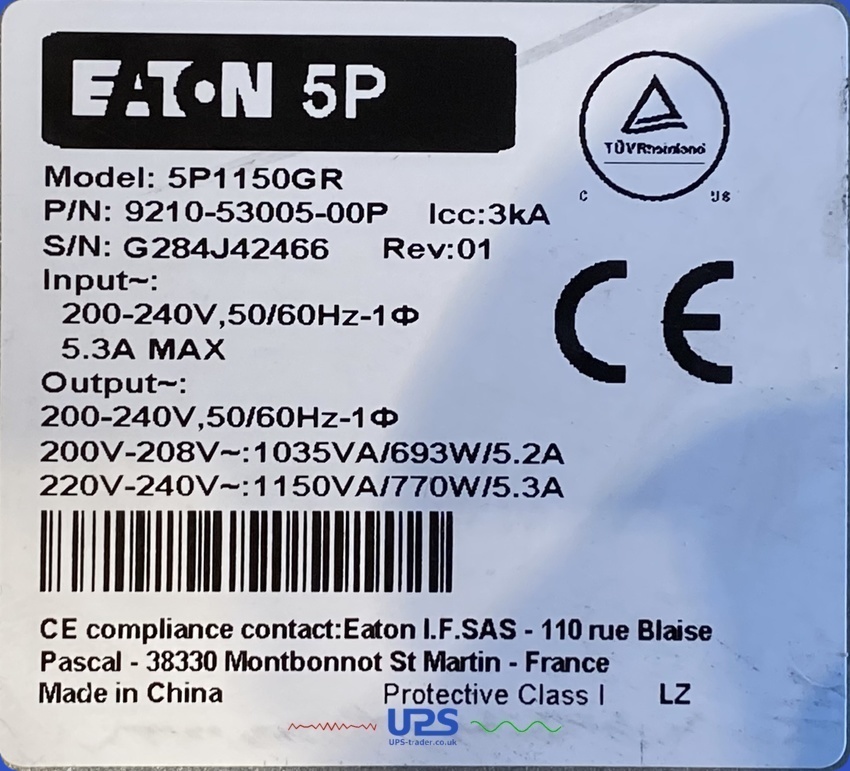 EATON 5P
TÜVRheinland
C US
Model: 5P1150GR
P/N: 9210-53005-00P Icc:3kA
S/N: G284J42466 Rev:01
Input~:
200-240V,50/60Hz-1Φ
5.3A MAX
CE
Output~:
200-240V,50/60Hz-1Φ
200V-208V~:1035VA/693W/5.2A
220V-240V~:1150VA/770W/5.3A
CE compliance contact:Eaton I.F.SAS - 110 rue Blaise
Pascal - 38330 Montbonnot St Martin - France
Made in China Protective Class I LZ
UPS
UPS-trader.co.uk